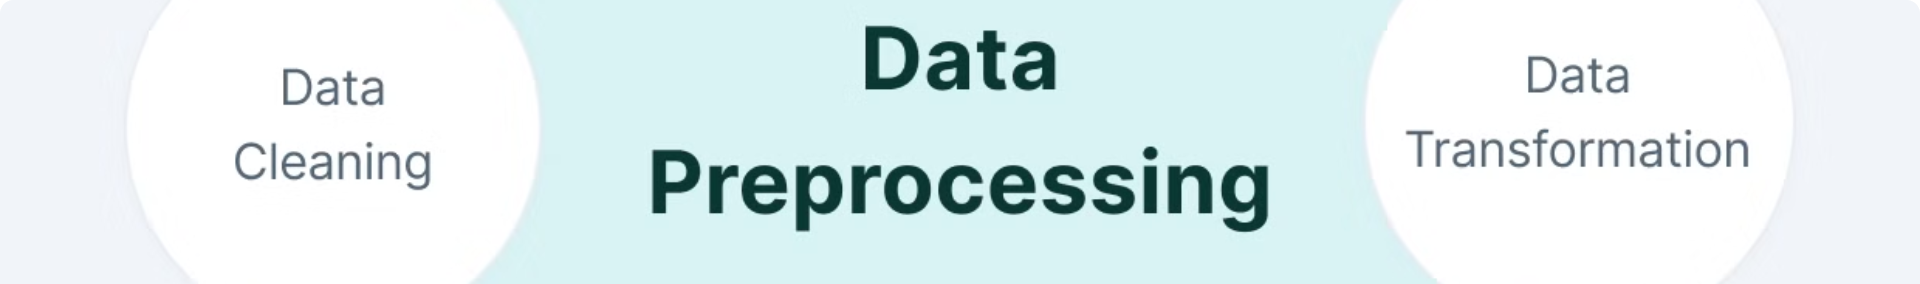 Data
Cleaning
Data
Preprocessing
Data
Transformation